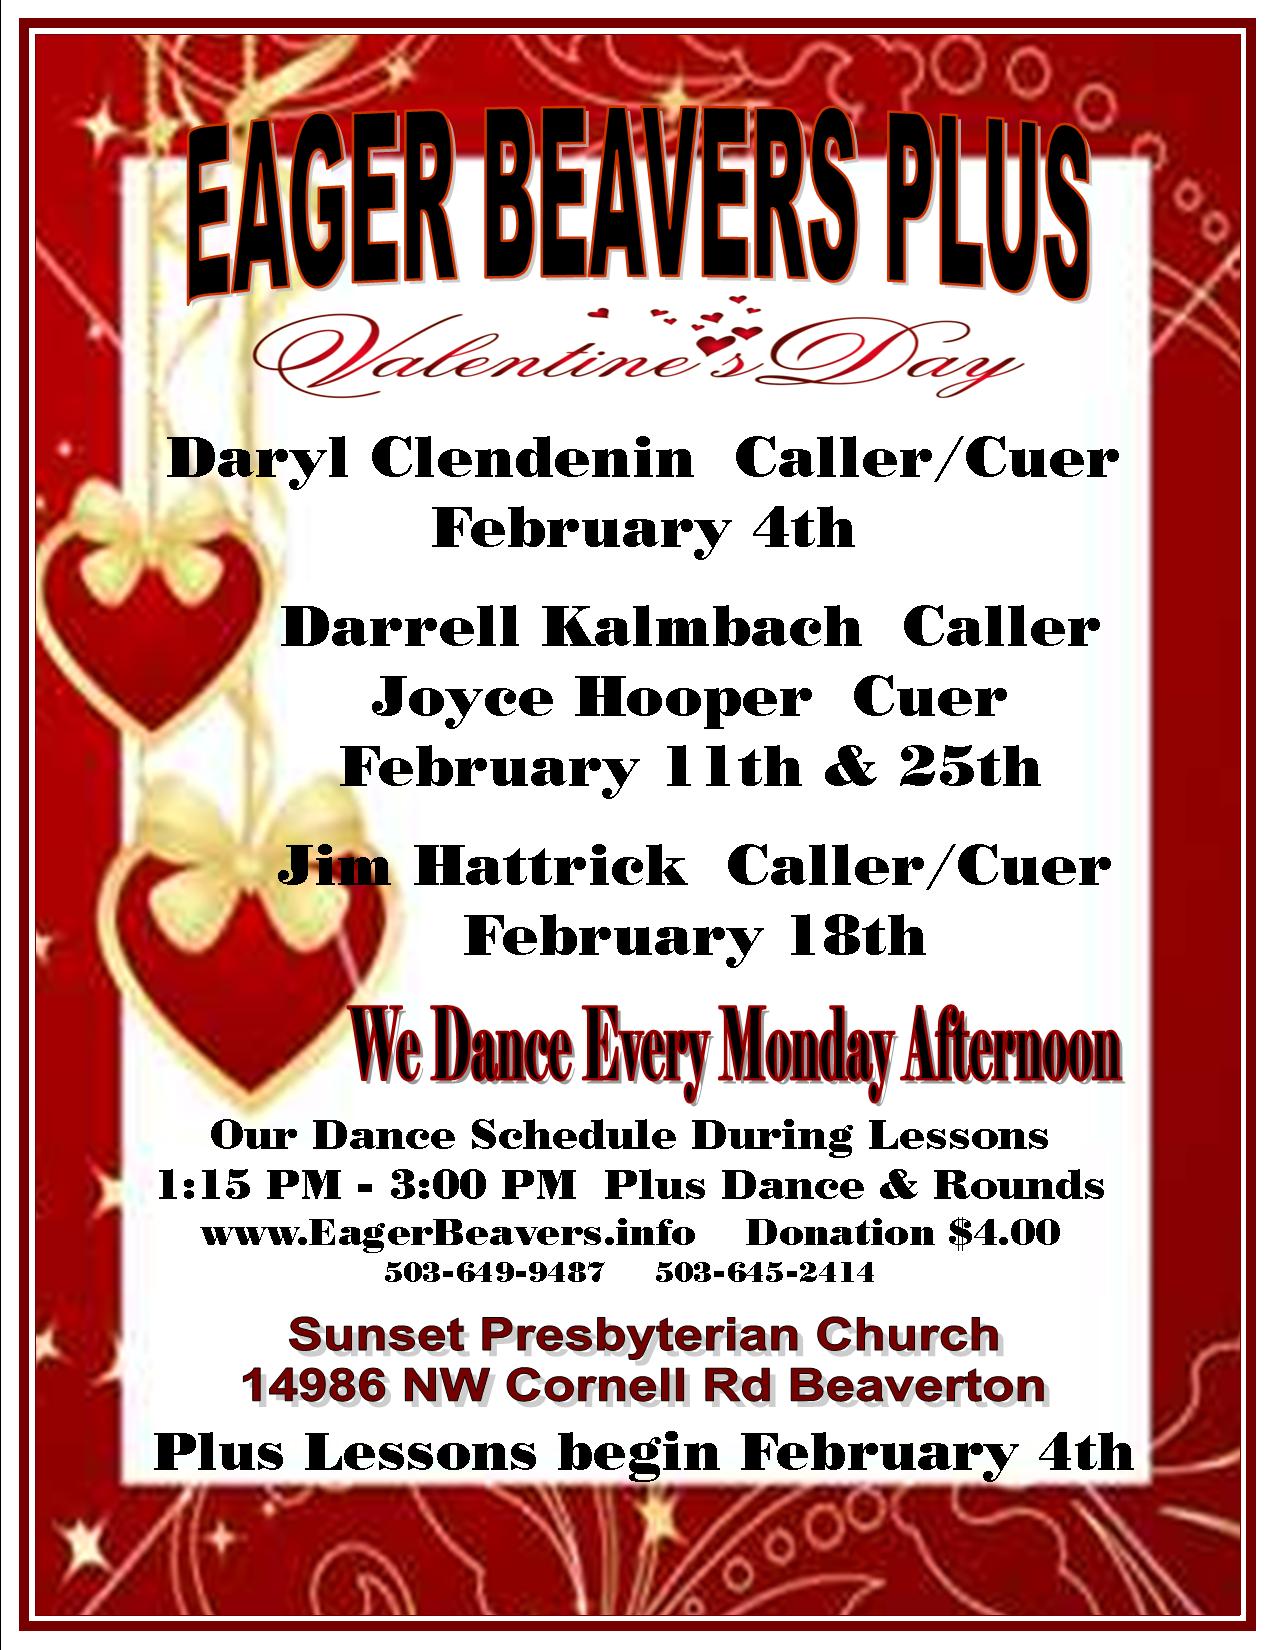 EAGER BEAVERS PLUS
Valentine's Day
Daryl Clendenin  Caller/Cuer
February 4th
Darrell Kalmbach  Caller
Joyce Hooper  Cuer
February 11th & 25th
Jim Hattrick  Caller/Cuer
February 18th
We Dance Every Monday Afternoon
Our Dance Schedule During Lessons
1:15 PM - 3:00 PM  Plus Dance & Rounds
www.EagerBeavers.info    Donation $4.00
503-649-9487    503-645-2414
Sunset Presbyterian Church
14986 NW Cornell Rd Beaverton
Plus Lessons begin February 4th